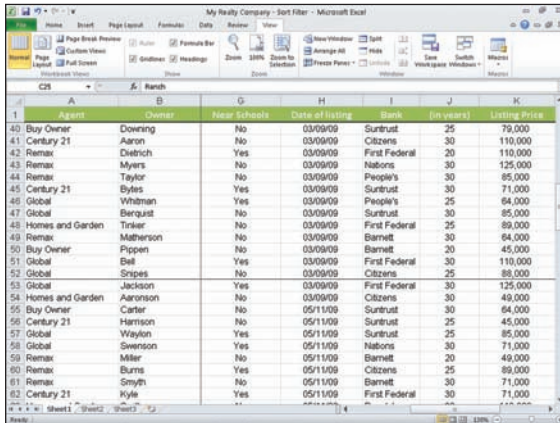 My Realty Company - Sort Filter - Microsoft Excel
File Home Insert Page Layout Formulas Data Review View
Normal Page Layout Page Break Preview Custom Views Full Screen Ruler Formula Bar Gridlines Headings Zoom 100% Zoom to Selection New Window Arrange All Freeze Panes Split Hide Unhide Save Workspace Switch Windows Macros
Workbook Views Show Zoom Window Macros
C25 fx Ranch
A B G H I J K
1 Agent Owner Near Schools Date of listing Bank (in years) Listing Price
40 Buy Owner Downing No 03/09/09 Suntrust 25 79,000
41 Century 21 Aaron No 03/09/09 Citizens 30 110,000
42 Remax Dietrich Yes 03/09/09 First Federal 20 110,000
43 Remax Myers No 03/09/09 Nations 30 125,000
44 Remax Taylor No 03/09/09 People's 30 85,000
45 Century 21 Bytes Yes 03/09/09 Suntrust 30 71,000
46 Global Whitman Yes 03/09/09 People's 25 64,000
47 Global Berquist No 03/09/09 Suntrust 30 85,000
48 Homes and Garden Tinker No 03/09/09 First Federal 25 89,000
49 Remax Matherson No 03/09/09 Barnett 30 64,000
50 Buy Owner Pippen No 03/09/09 Barnett 20 45,000
51 Global Bell Yes 03/09/09 First Federal 30 110,000
52 Global Snipes No 03/09/09 Citizens 25 88,000
53 Global Jackson Yes 03/09/09 First Federal 30 125,000
54 Homes and Garden Aaronson No 03/09/09 Citizens 30 49,000
55 Buy Owner Carter No 05/11/09 Suntrust 30 64,000
56 Century 21 Harrison No 05/11/09 Suntrust 25 45,000
57 Global Waylon Yes 05/11/09 Suntrust 25 85,000
58 Global Swenson Yes 05/11/09 Nations 30 71,000
59 Remax Miller No 05/11/09 Barnett 20 49,000
60 Remax Burns Yes 05/11/09 Citizens 25 89,000
61 Remax Smyth No 05/11/09 Barnett 30 71,000
62 Century 21 Kyle Yes 05/11/09 First Federal 30 71,000
Sheet1 Sheet2 Sheet3
Ready 120%